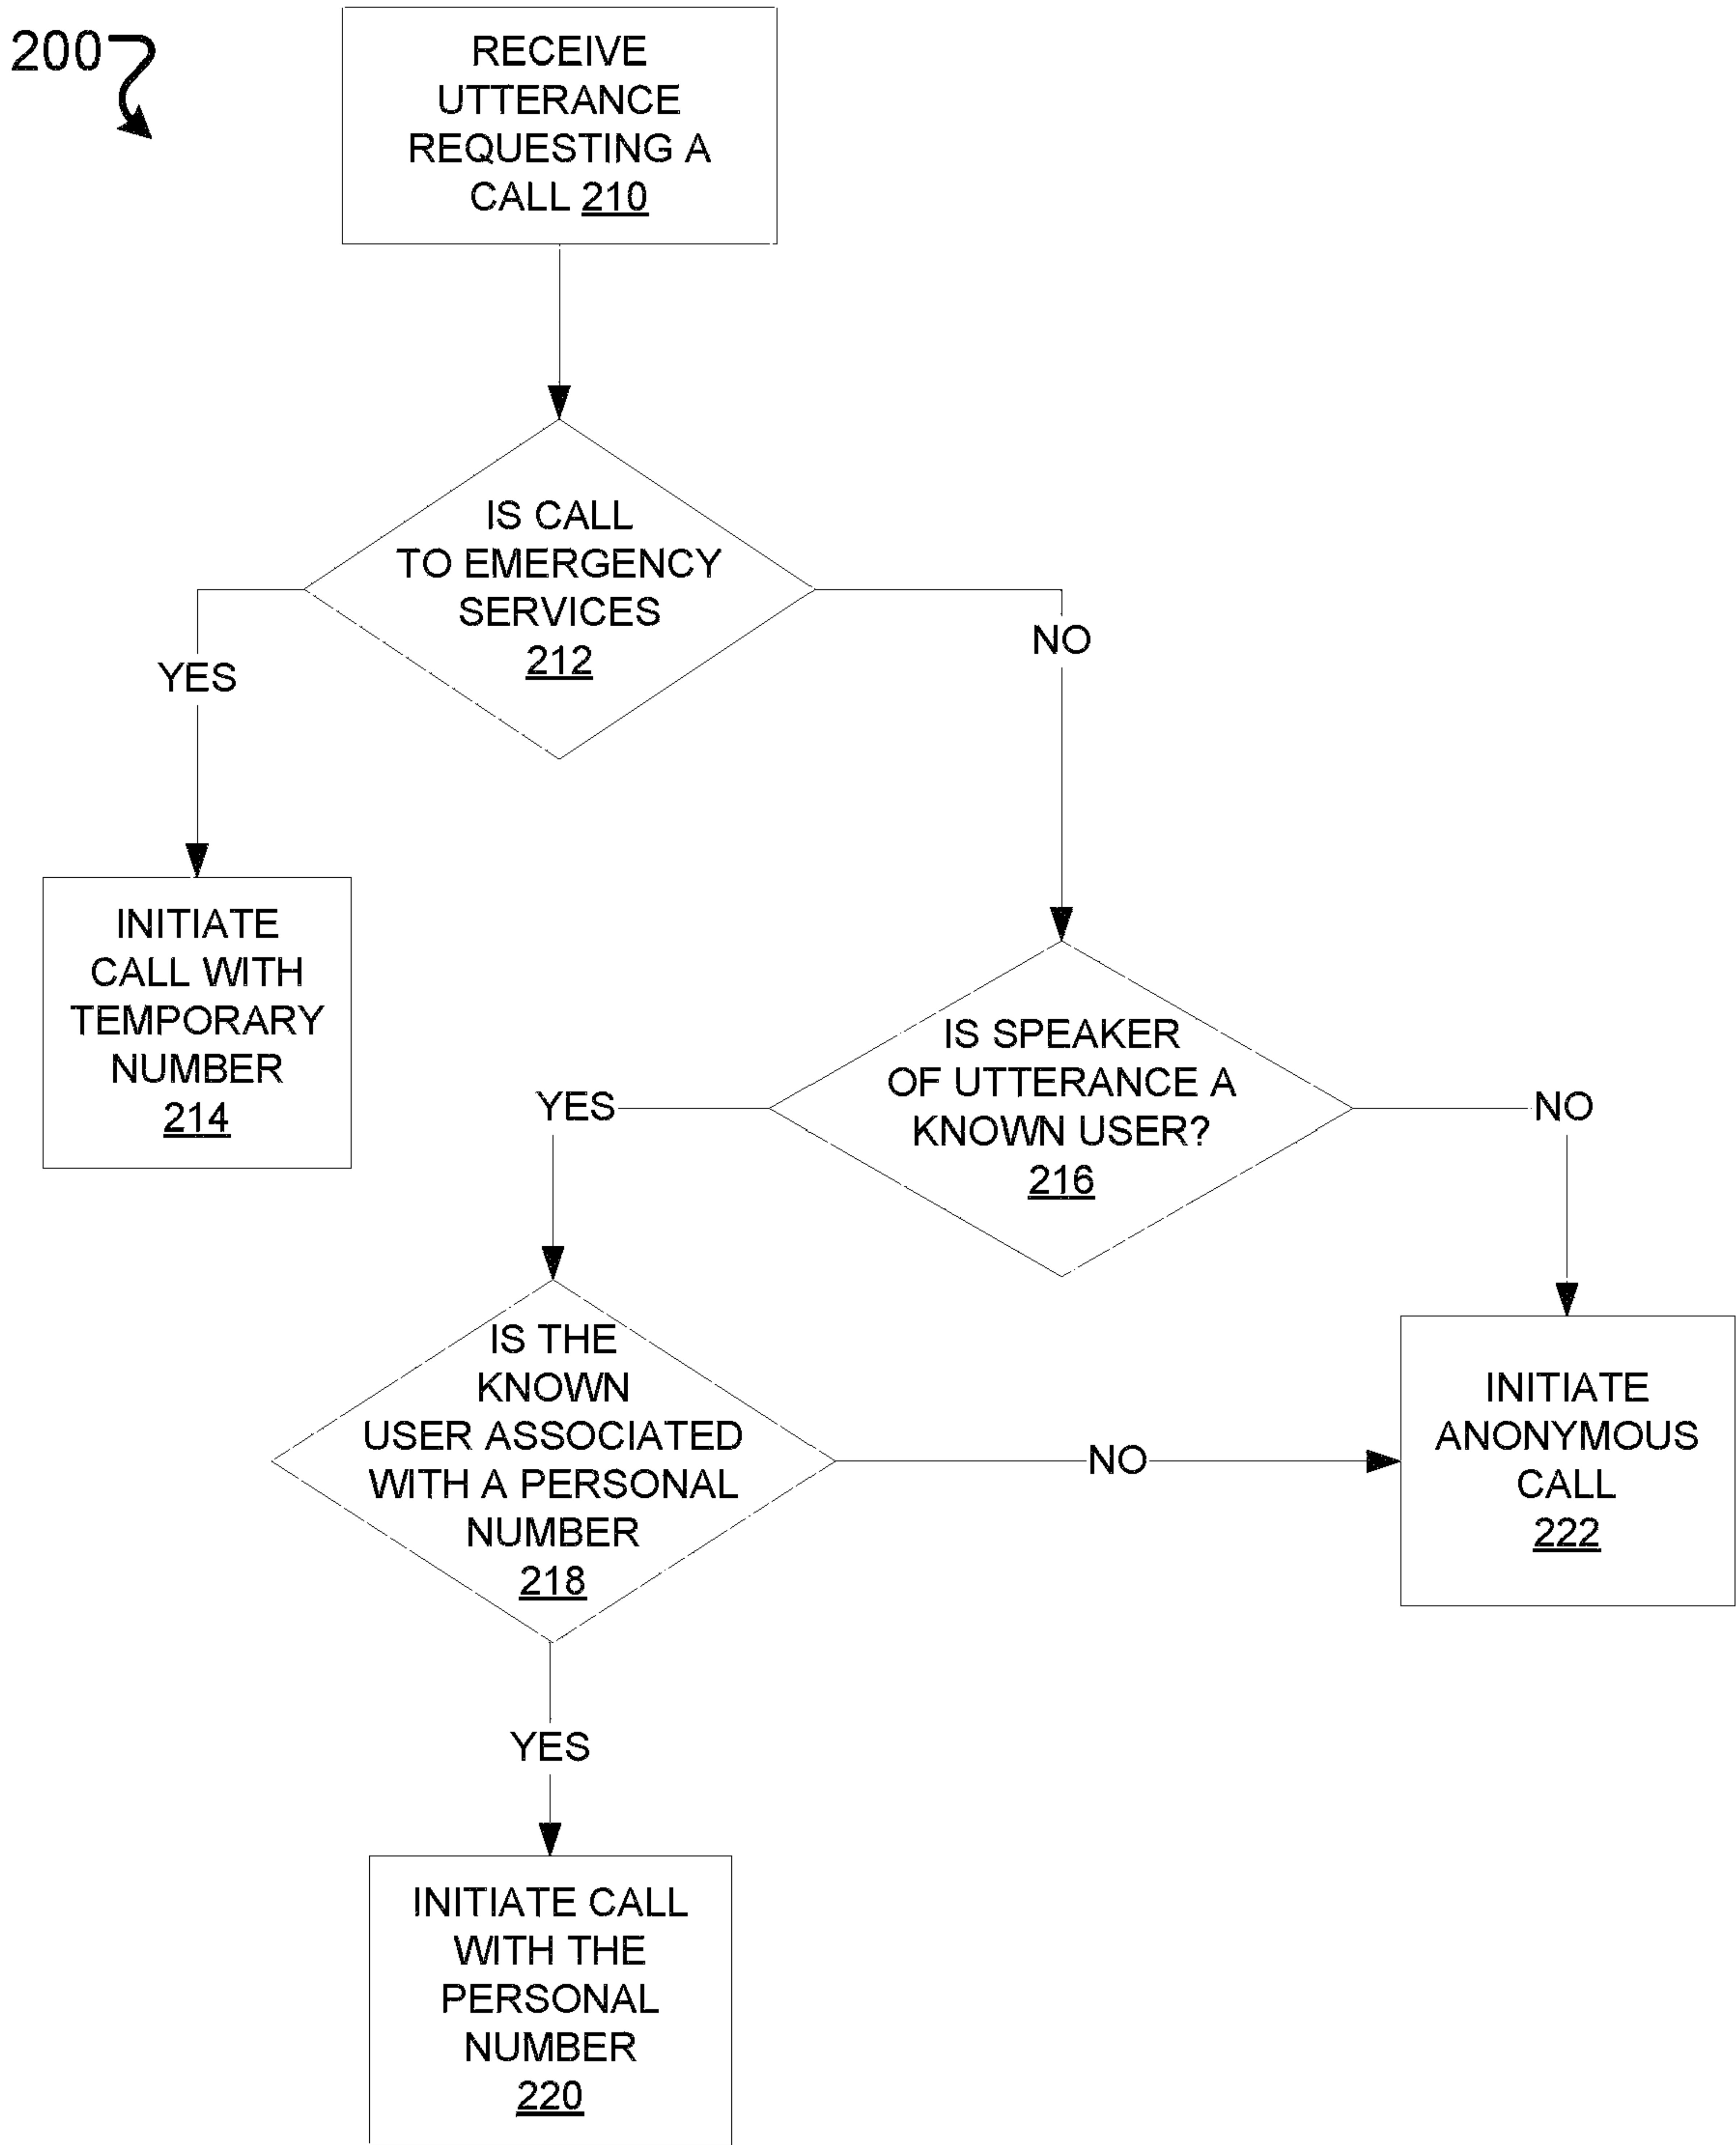 200
RECEIVE
UTTERANCE
REQUESTING A
CALL 210
IS CALL
TO EMERGENCY
SERVICES
212
YES
NO
INITIATE
CALL WITH
TEMPORARY
NUMBER
214
IS SPEAKER
OF UTTERANCE A
KNOWN USER?
216
YES
NO
IS THE
KNOWN
USER ASSOCIATED
WITH A PERSONAL
NUMBER
218
NO
INITIATE
ANONYMOUS
CALL
222
YES
INITIATE CALL
WITH THE
PERSONAL
NUMBER
220